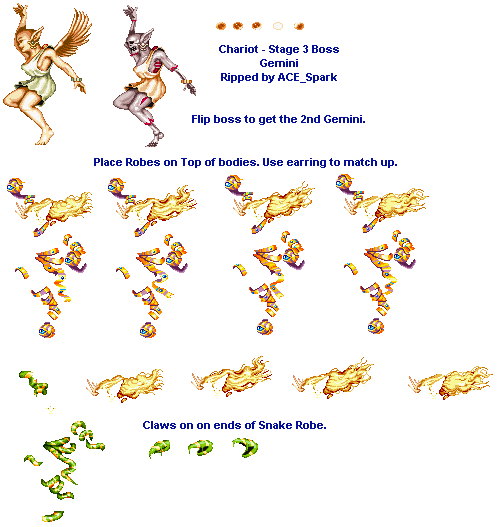 Chariot - Stage 3 Boss
Gemini
Ripped by ACE_Spark
Flip boss to get the 2nd Gemini.
Place Robes on Top of bodies. Use earring to match up.
Claws on on ends of Snake Robe.